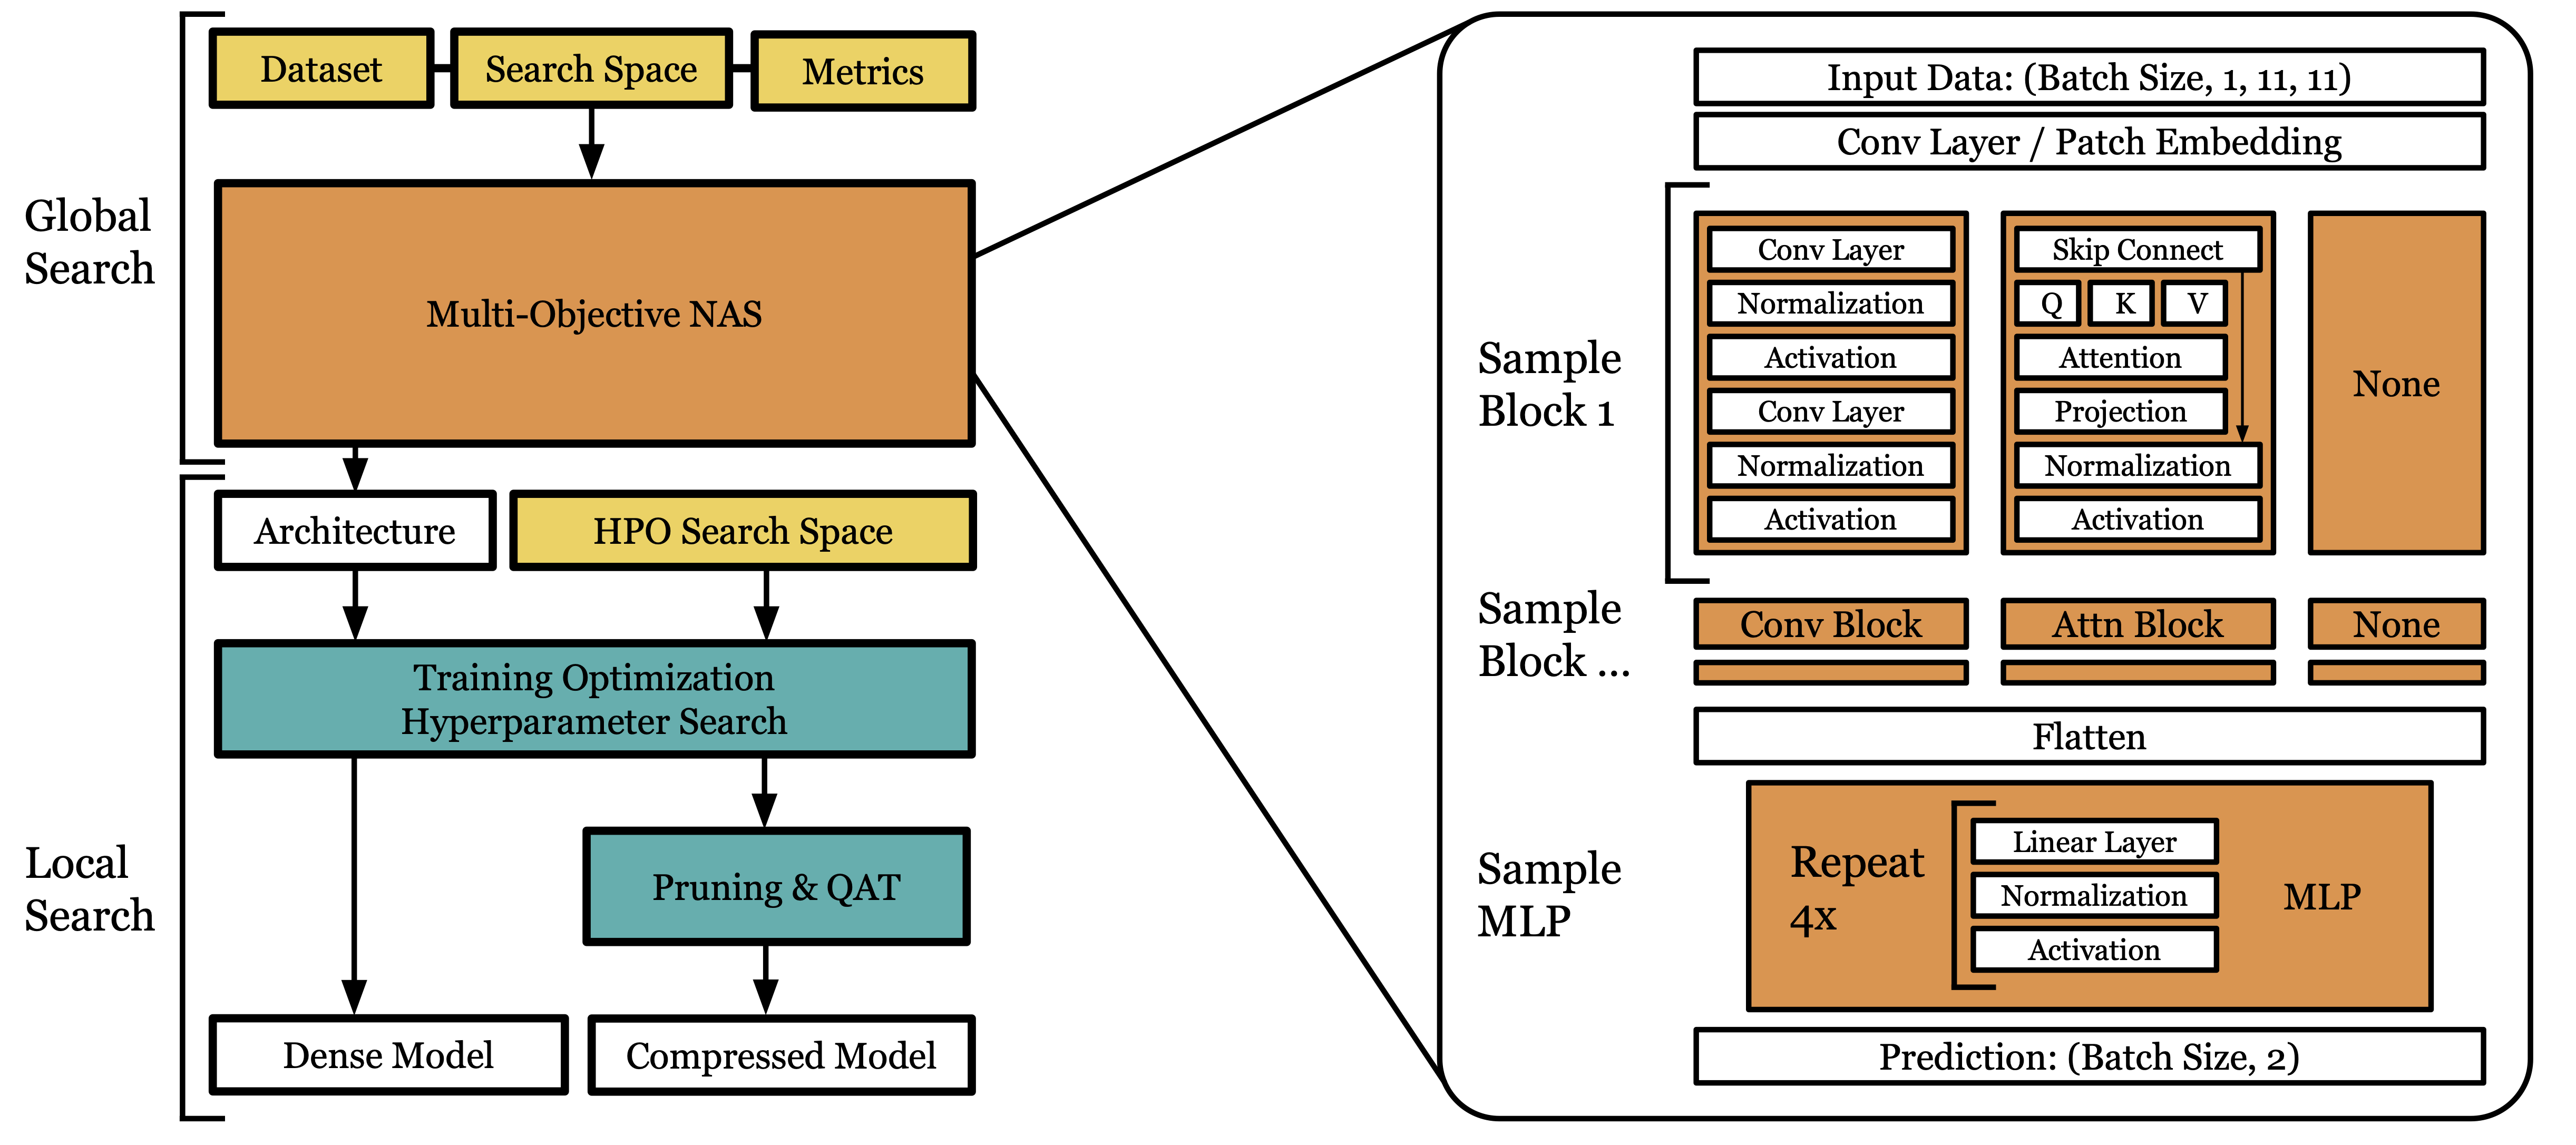 Dataset
Search Space
Metrics
Global
Search
Multi-Objective NAS
Architecture
HPO Search Space
Training Optimization
Hyperparameter Search
Local
Search
Pruning & QAT
Dense Model
Compressed Model
Input Data: (Batch Size, 1, 11, 11)
Conv Layer / Patch Embedding
Sample
Block 1
Conv Layer
Normalization
Activation
Conv Layer
Normalization
Activation
Skip Connect
Q K V
Attention
Projection
Normalization
Activation
None
Sample
Block ...
Conv Block
Attn Block
None
Flatten
Sample
MLP
Repeat
4x
Linear Layer
Normalization
Activation
MLP
Prediction: (Batch Size, 2)